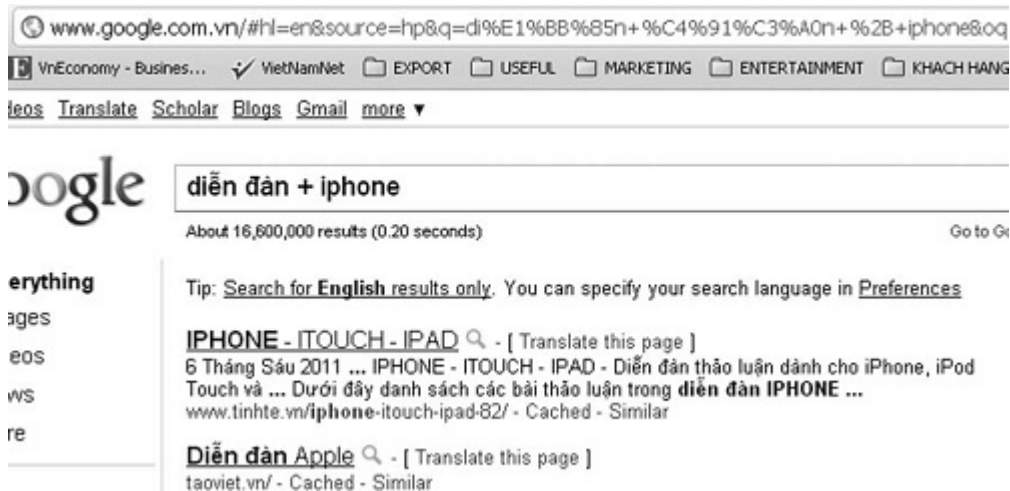 www.google.com.vn/#hl=en&source=hp&q=di%E1%BB%85n+%C4%91%C3%A0n+%2B+iphone&oq
VnEconomy - Busines... VietNamNet EXPORT USEFUL MARKETING ENTERTAINMENT KHACH HANG
deos Translate Scholar Blogs Gmail more ▼
oogle
diễn đàn + iphone
About 16,600,000 results (0.20 seconds) Go to Go
erything
Tip: Search for English results only. You can specify your search language in Preferences
ages
IPHONE - ITOUCH - IPAD - [ Translate this page ]
eos
6 Tháng Sáu 2011 ... IPHONE - ITOUCH - IPAD - Diễn đàn thảo luận dành cho iPhone, iPod
Touch và ... Dưới đây danh sách các bài thảo luận trong diễn đàn IPHONE ...
ws
www.tinhte.vn/iphone-itouch-ipad-82/ - Cached - Similar
re
Diễn đàn Apple - [ Translate this page ]
taoviet.vn/ - Cached - Similar